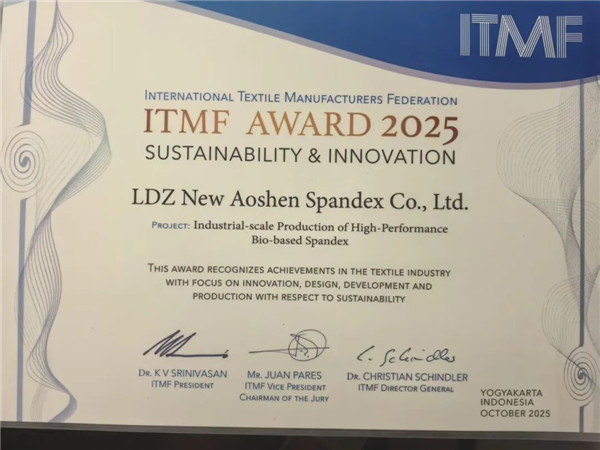 ITMF
INTERNATIONAL TEXTILE MANUFACTURERS FEDERATION
ITMF AWARD 2025
SUSTAINABILITY & INNOVATION
LDZ New Aoshen Spandex Co., Ltd.
PROJECT: Industrial-scale Production of High-Performance
Bio-based Spandex
THIS AWARD RECOGNIZES ACHIEVEMENTS IN THE TEXTILE INDUSTRY
WITH FOCUS ON INNOVATION, DESIGN, DEVELOPMENT AND
PRODUCTION WITH RESPECT TO SUSTAINABILITY
C. Schindler
DR. K V SRINIVASAN
ITMF PRESIDENT
MR. JUAN PARES
ITMF VICE PRESIDENT
CHAIRMAN OF THE JURY
DR. CHRISTIAN SCHINDLER
ITMF DIRECTOR GENERAL
YOGYAKARTA
INDONESIA
OCTOBER 2025